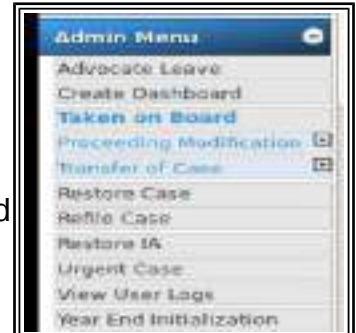 Admin Menu
Advocate Leave
Create Dashboard
Taken on Board
Proceeding Modification
Transfer of Case
Restore Case
d
Refile Case
Restore IA
Urgent Case
View User Logs
Year End Initialization